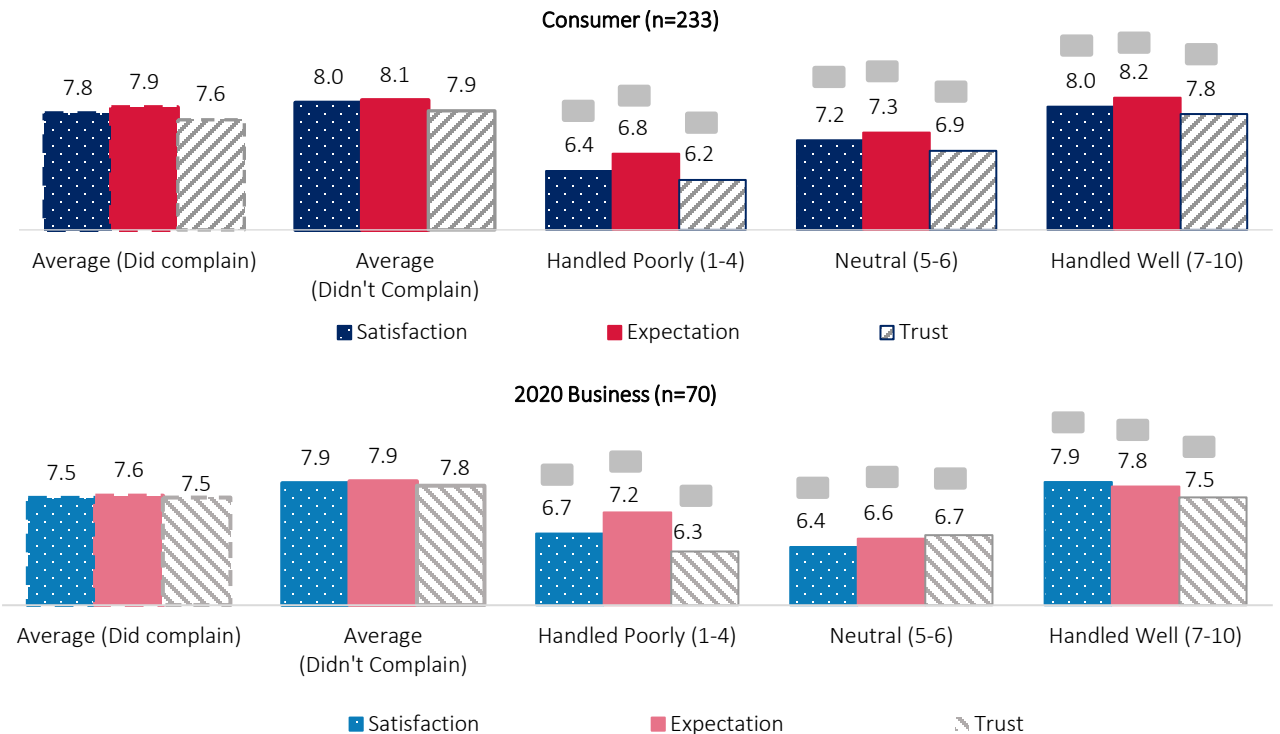 Consumer (n=233)
7.8 7.9 7.6 8.0 8.1 7.9 6.4 6.8 6.2 7.2 7.3 6.9 8.0 8.2 7.8
Average (Did complain) Average Handled Poorly (1-4) Neutral (5-6) Handled Well (7-10)
(Didn't Complain)
Satisfaction Expectation Trust
2020 Business (n=70)
7.5 7.6 7.5 7.9 7.9 7.8 6.7 7.2 6.3 6.4 6.6 6.7 7.9 7.8 7.5
Average (Did complain) Average Handled Poorly (1-4) Neutral (5-6) Handled Well (7-10)
(Didn't Complain)
Satisfaction Expectation Trust